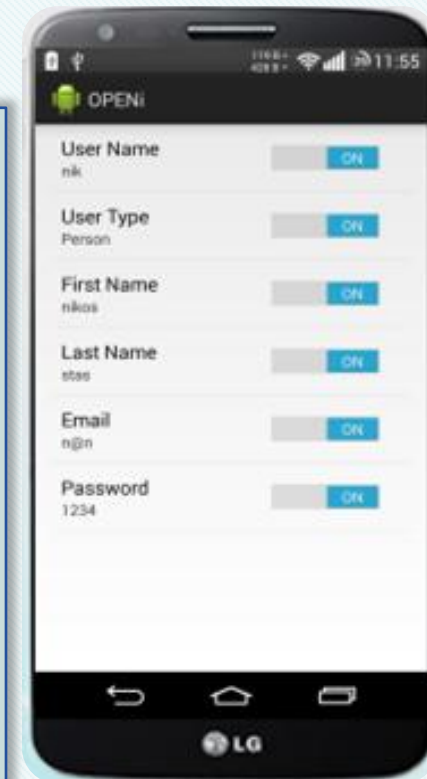 11:55
OPENi
User Name
ON
nik
User Type
ON
Person
First Name
ON
nikos
Last Name
ON
stas
Email
ON
n@n
Password
ON
1234
LG